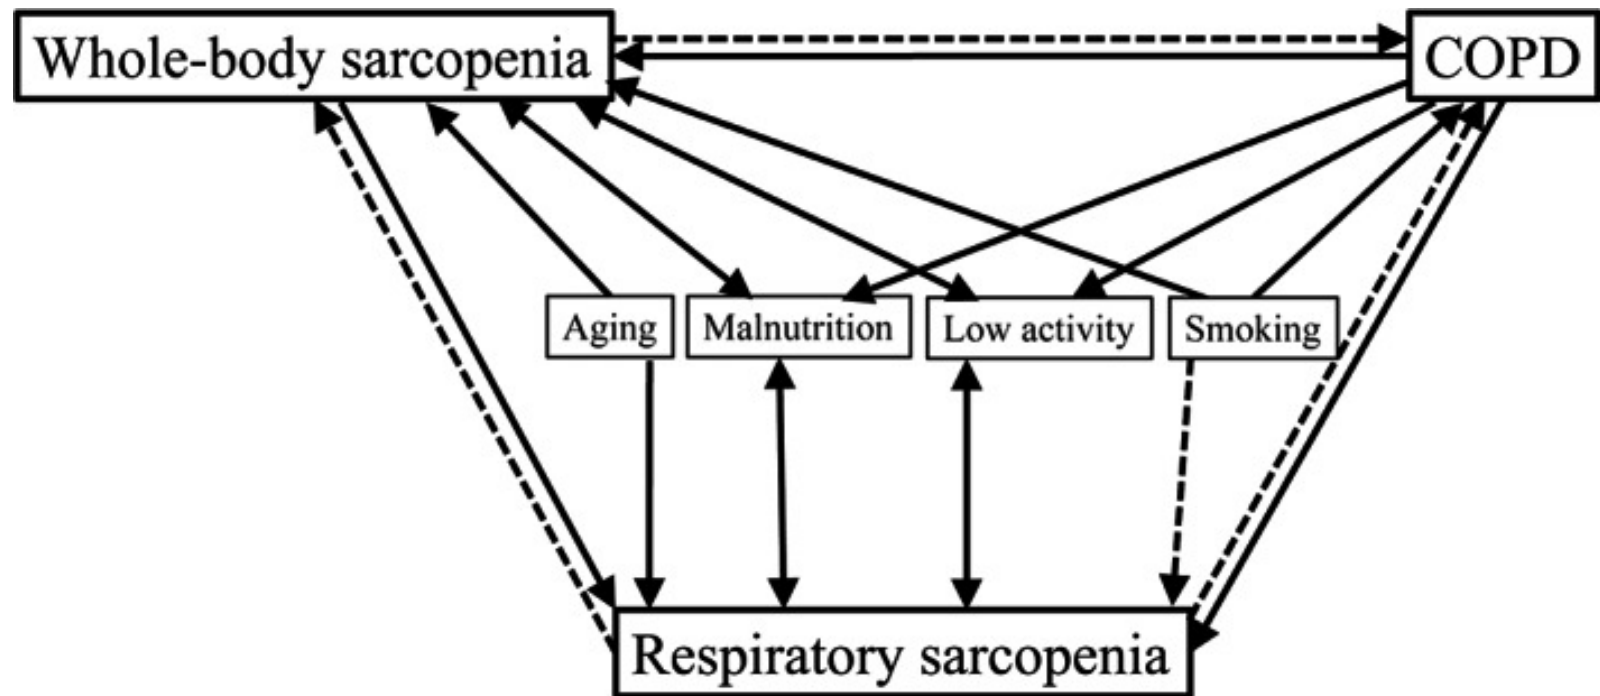 Whole-body sarcopenia
COPD
Aging
Malnutrition
Low activity
Smoking
Respiratory sarcopenia